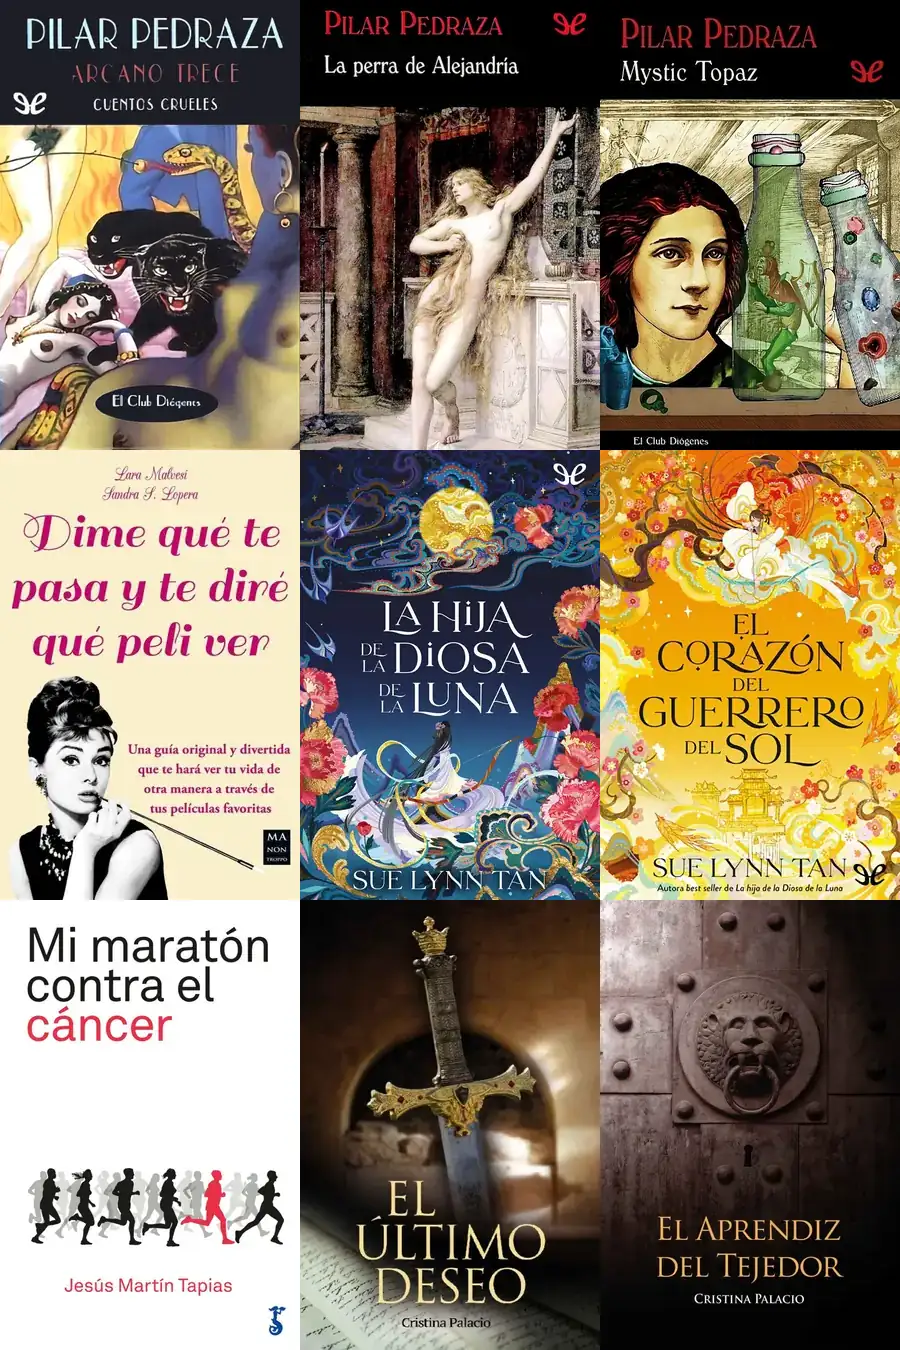 PILAR PEDRAZA
ARCANO TRECE
CUENTOS CRUELES
El Club Diógenes
PILAR PEDRAZA
La perra de Alejandría
PILAR PEDRAZA
Mystic Topaz
El Club Diógenes
Lara Malvesí
Sandra S. Lopera
Dime qué te
pasa y te diré
qué peli ver
Una guía original y divertida
que te hará ver tu vida de
otra manera a través de
tus películas favoritas
MA
NON
TROPPO
LA HIJA
DE LA DIOSA
DE LA LUNA
SUE LYNN TAN
EL
CORAZÓN
DEL
GUERRERO
DEL SOL
SUE LYNN TAN
Autora best seller de La hija de la Diosa de la Luna
Mi maratón
contra el
cáncer
Jesús Martín Tapias
EL
ÚLTIMO
DESEO
Cristina Palacio
EL APRENDIZ
DEL TEJEDOR
CRISTINA PALACIO